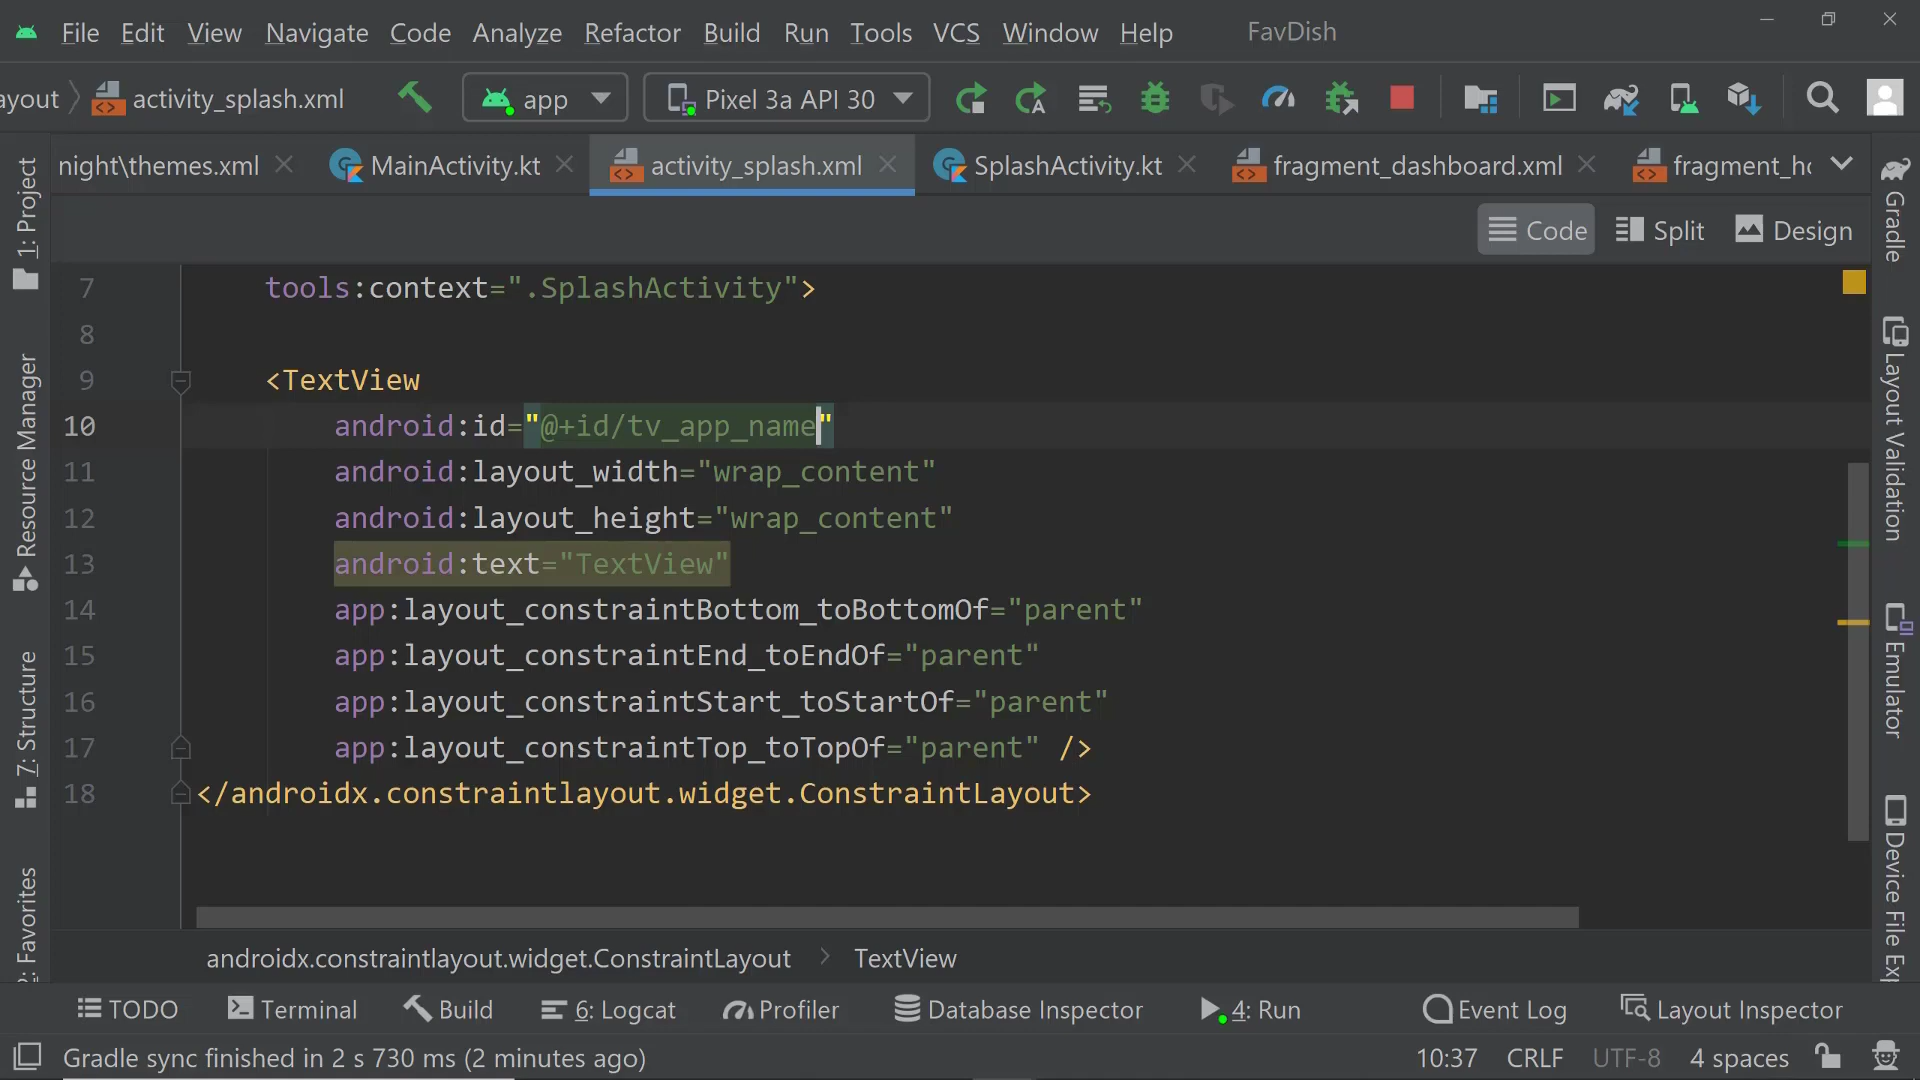 File Edit View Navigate Code Analyze Refactor Build Run Tools VCS Window Help FavDish
ayout activity_splash.xml app Pixel 3a API 30
night\themes.xml MainActivity.kt activity_splash.xml SplashActivity.kt fragment_dashboard.xml fragment_ho
Code Split Design
1: Project
Resource Manager
7: Structure
2: Favorites
7 tools:context=".SplashActivity">
8
9 <TextView
10 android:id="@+id/tv_app_name"
11 android:layout_width="wrap_content"
12 android:layout_height="wrap_content"
13 android:text="TextView"
14 app:layout_constraintBottom_toBottomOf="parent"
15 app:layout_constraintEnd_toEndOf="parent"
16 app:layout_constraintStart_toStartOf="parent"
17 app:layout_constraintTop_toTopOf="parent" />
18 </androidx.constraintlayout.widget.ConstraintLayout>
Gradle
Layout Validation
Emulator
Device File Ex
androidx.constraintlayout.widget.ConstraintLayout TextView
TODO Terminal Build 6: Logcat Profiler Database Inspector 4: Run Event Log Layout Inspector
Gradle sync finished in 2 s 730 ms (2 minutes ago) 10:37 CRLF UTF-8 4 spaces